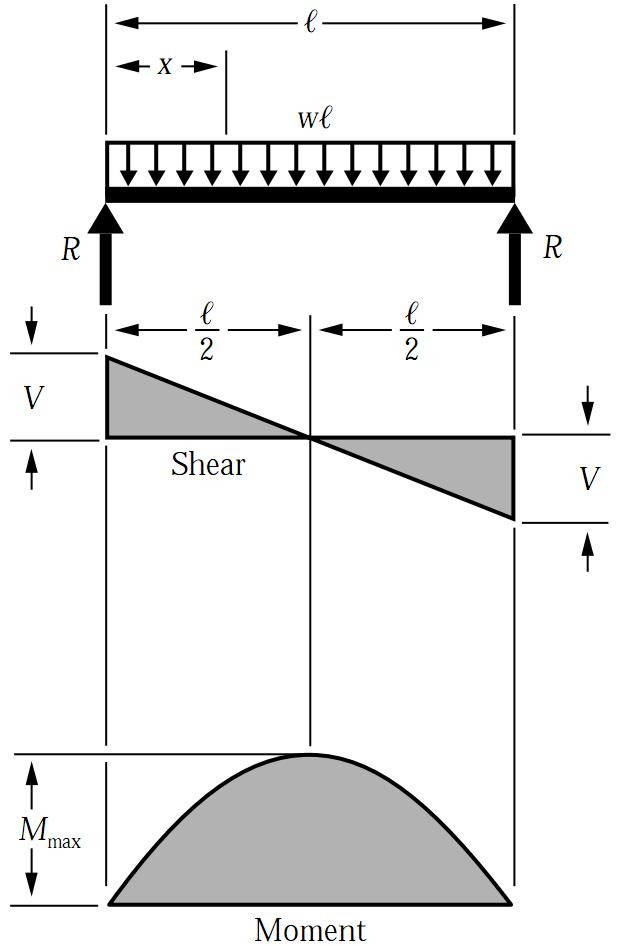 ℓ
x
wℓ
R R
ℓ/2 ℓ/2
V
Shear
V
Mmax
Moment